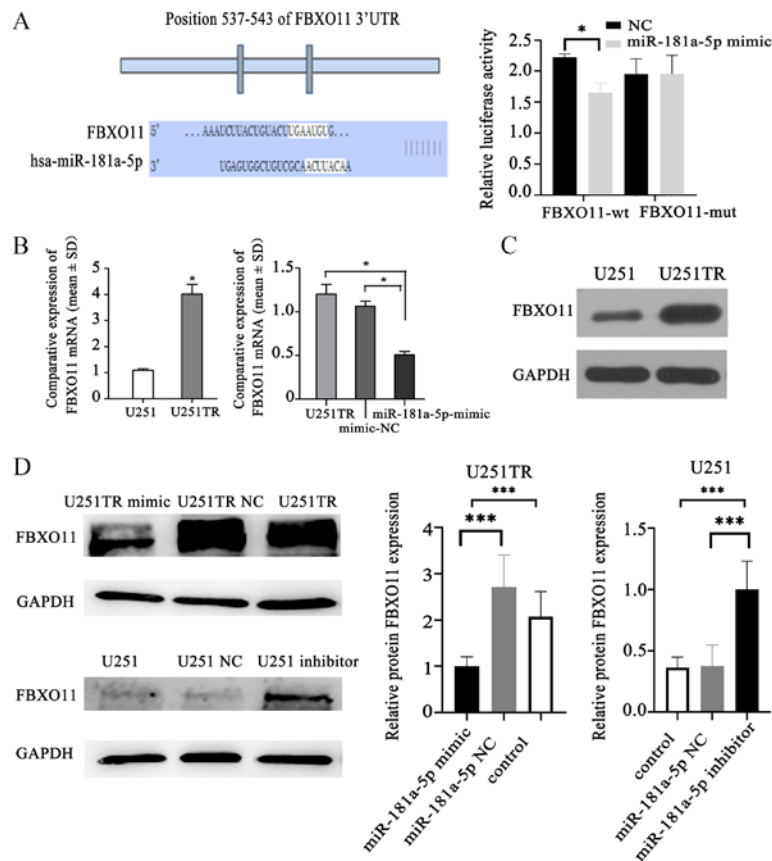 A
Position 537-543 of FBXO11 3'UTR
FBXO11 5' ...AAAUCUUACUGUACUUGAAUGUG...
hsa-miR-181a-5p 3' UGAGUGGCUGUCGCAACUUACAA
NC
miR-181a-5p mimic
Relative luciferase activity
2.5
2.0
1.5
1.0
0.5
0.0
*
FBXO11-wt FBXO11-mut
B
Comparative expression of
FBXO11 mRNA (mean ± SD)
5
4
3
2
1
0
*
U251 U251TR
Comparative expression of
FBXO11 mRNA (mean ± SD)
1.5
1.0
0.5
0.0
*
*
U251TR miR-181a-5p-mimic
mimic-NC
C
U251 U251TR
FBXO11
GAPDH
D
U251TR mimic U251TR NC U251TR
FBXO11
GAPDH
U251 U251 NC U251 inhibitor
FBXO11
GAPDH
U251TR
Relative protein FBXO11 expression
4
3
2
1
0
***
***
miR-181a-5p mimic
miR-181a-5p NC
control
U251
Relative protein FBXO11 expression
1.5
1.0
0.5
0.0
***
***
control
miR-181a-5p NC
miR-181a-5p inhibitor